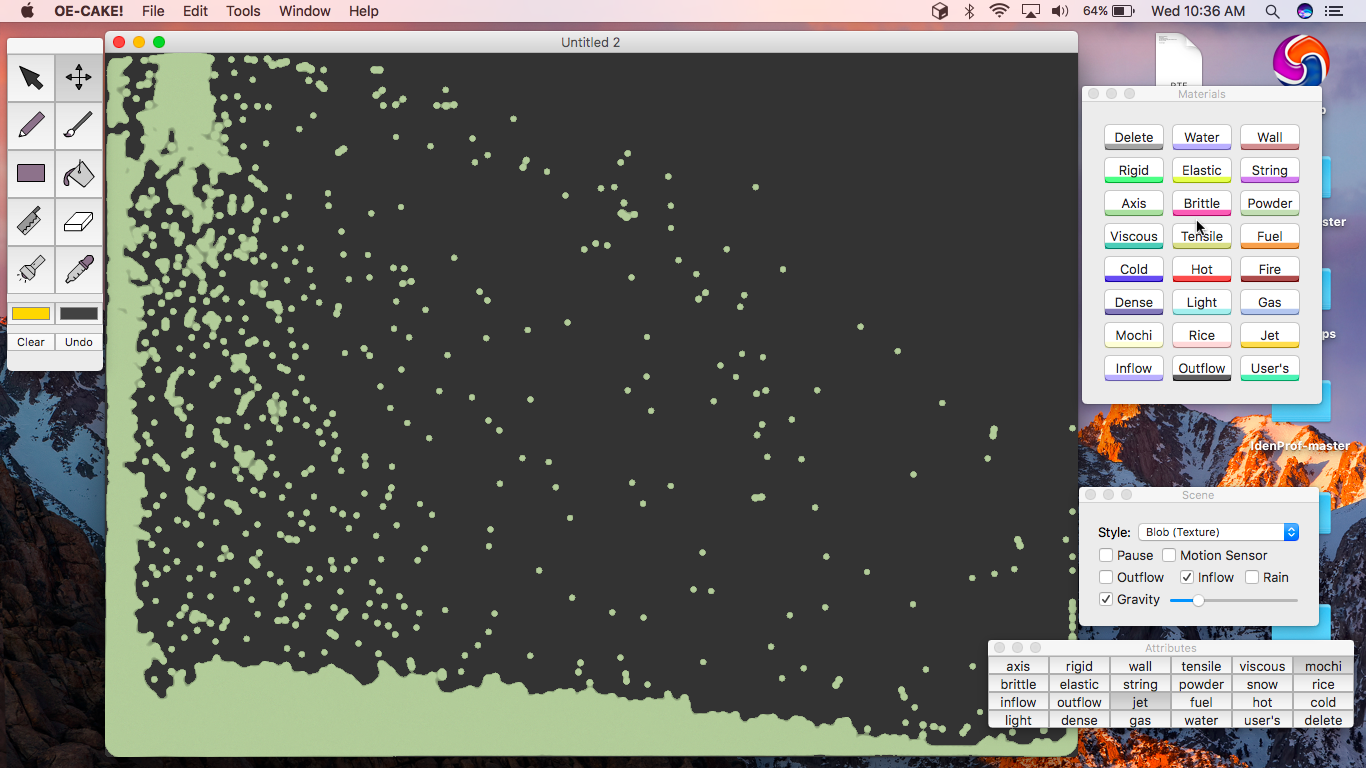 OE-CAKE! File Edit Tools Window Help 64% Wed 10:36 AM
Untitled 2
Clear Undo
Materials
Delete Water Wall
Rigid Elastic String
Axis Brittle Powder
Viscous Tensile Fuel
Cold Hot Fire
Dense Light Gas
Mochi Rice Jet
Inflow Outflow User's
ster
ps
IdenProf-master
Scene
Style: Blob (Texture)
Pause Motion Sensor
Outflow Inflow Rain
Gravity
Attributes
axis rigid wall tensile viscous mochi
brittle elastic string powder snow rice
inflow outflow jet fuel hot cold
light dense gas water user's delete